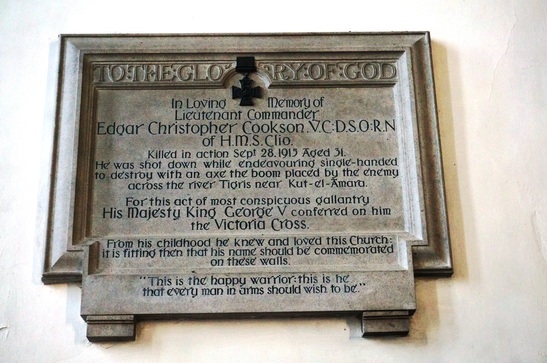 TO·THE·GLORY·OF·GOD
In Loving Memory of
Lieutenant Commander
Edgar Christopher Cookson.V.C:D.S.O:R.N
of H.M.S.Clio.
Killed in action Sept 28.1915 Aged 31.
He was shot down while endeavouring single-handed
to destroy with an axe the boom placed by the enemy
across the river Tigris near Kut-el-Amara.
For this act of most conspicuous gallantry
His Majesty King George V conferred on him
the Victoria Cross.
From his childhood he knew and loved this Church:
it is fitting then that his name should be commemorated
on these walls.
"This is the happy warrior: this is he
that every man in arms should wish to be."